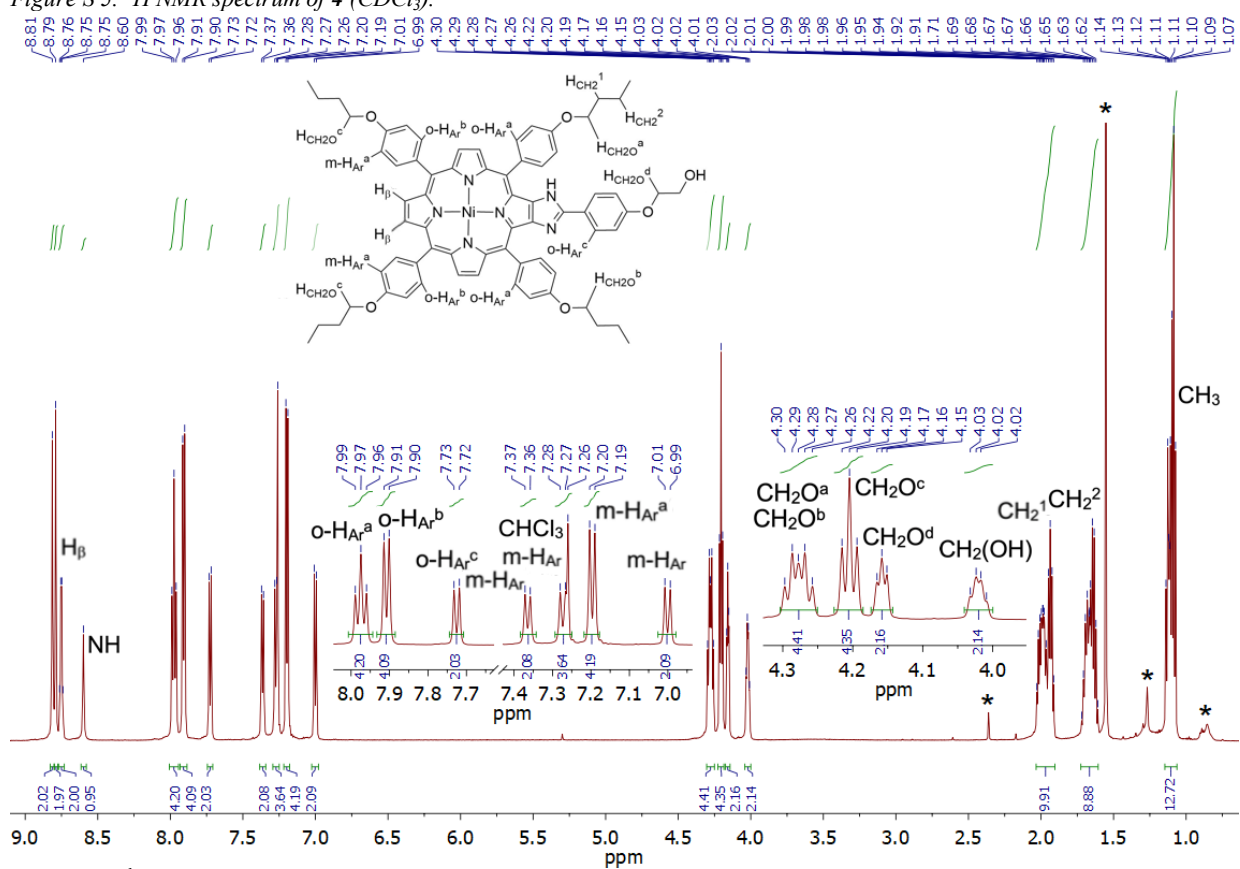 Figure S 5. ¹H NMR spectrum of 4 (CDCl₃).
8.81 8.79 8.76 8.75 8.60 7.99 7.97 7.96 7.91 7.90 7.73 7.72 7.37 7.36 7.28 7.27 7.26 7.20 7.19 7.01 6.99 4.30 4.29 4.28 4.27 4.26 4.22 4.20 4.19 4.17 4.16 4.15 4.03 4.02 4.02 4.01 2.03 2.02 2.01 2.00 1.99 1.98 1.98 1.96 1.95 1.94 1.92 1.91 1.71 1.69 1.68 1.67 1.67 1.66 1.65 1.63 1.62 1.14 1.13 1.12 1.11 1.11 1.10 1.09 1.07
HCH2¹
*
O O HCH2²
HCH2O^c o-HAr^b o-HAr^a HCH2O^a
m-HAr^a
HCH2O^d OH
Hβ N NH
N Ni N O
Hβ N N
m-HAr^a o-HAr^c
HCH2O^c o-HAr^b o-HAr^a HCH2O^b
O O
CH₃
4.30 4.29 4.28 4.27 4.26 4.22 4.20 4.19 4.17 4.16 4.15 4.03 4.02 4.02
7.99 7.97 7.96 7.91 7.90 7.73 7.72 7.37 7.36 7.28 7.27 7.26 7.20 7.19 7.01 6.99
CH₂O^a CH₂O^c CH₂¹ CH₂²
CH₂O^b
o-HAr^a o-HAr^b CHCl₃ m-HAr^a
CH₂O^d CH₂(OH)
Hβ
o-HAr^c m-HAr m-HAr m-HAr
NH
4.20 4.09 2.03 2.08 3.64 4.19 2.09
4.41 4.35 2.16 2.14
4.3 4.2 4.1 4.0
ppm
8.0 7.9 7.8 7.7 7.4 7.3 7.2 7.1 7.0
ppm
* * *
2.02 1.97 2.00 0.95 4.20 4.09 2.03 2.08 3.64 4.19 2.09 4.41 4.35 2.16 2.14 9.91 8.88 12.72
9.0 8.5 8.0 7.5 7.0 6.5 6.0 5.5 5.0 4.5 4.0 3.5 3.0 2.5 2.0 1.5 1.0
ppm